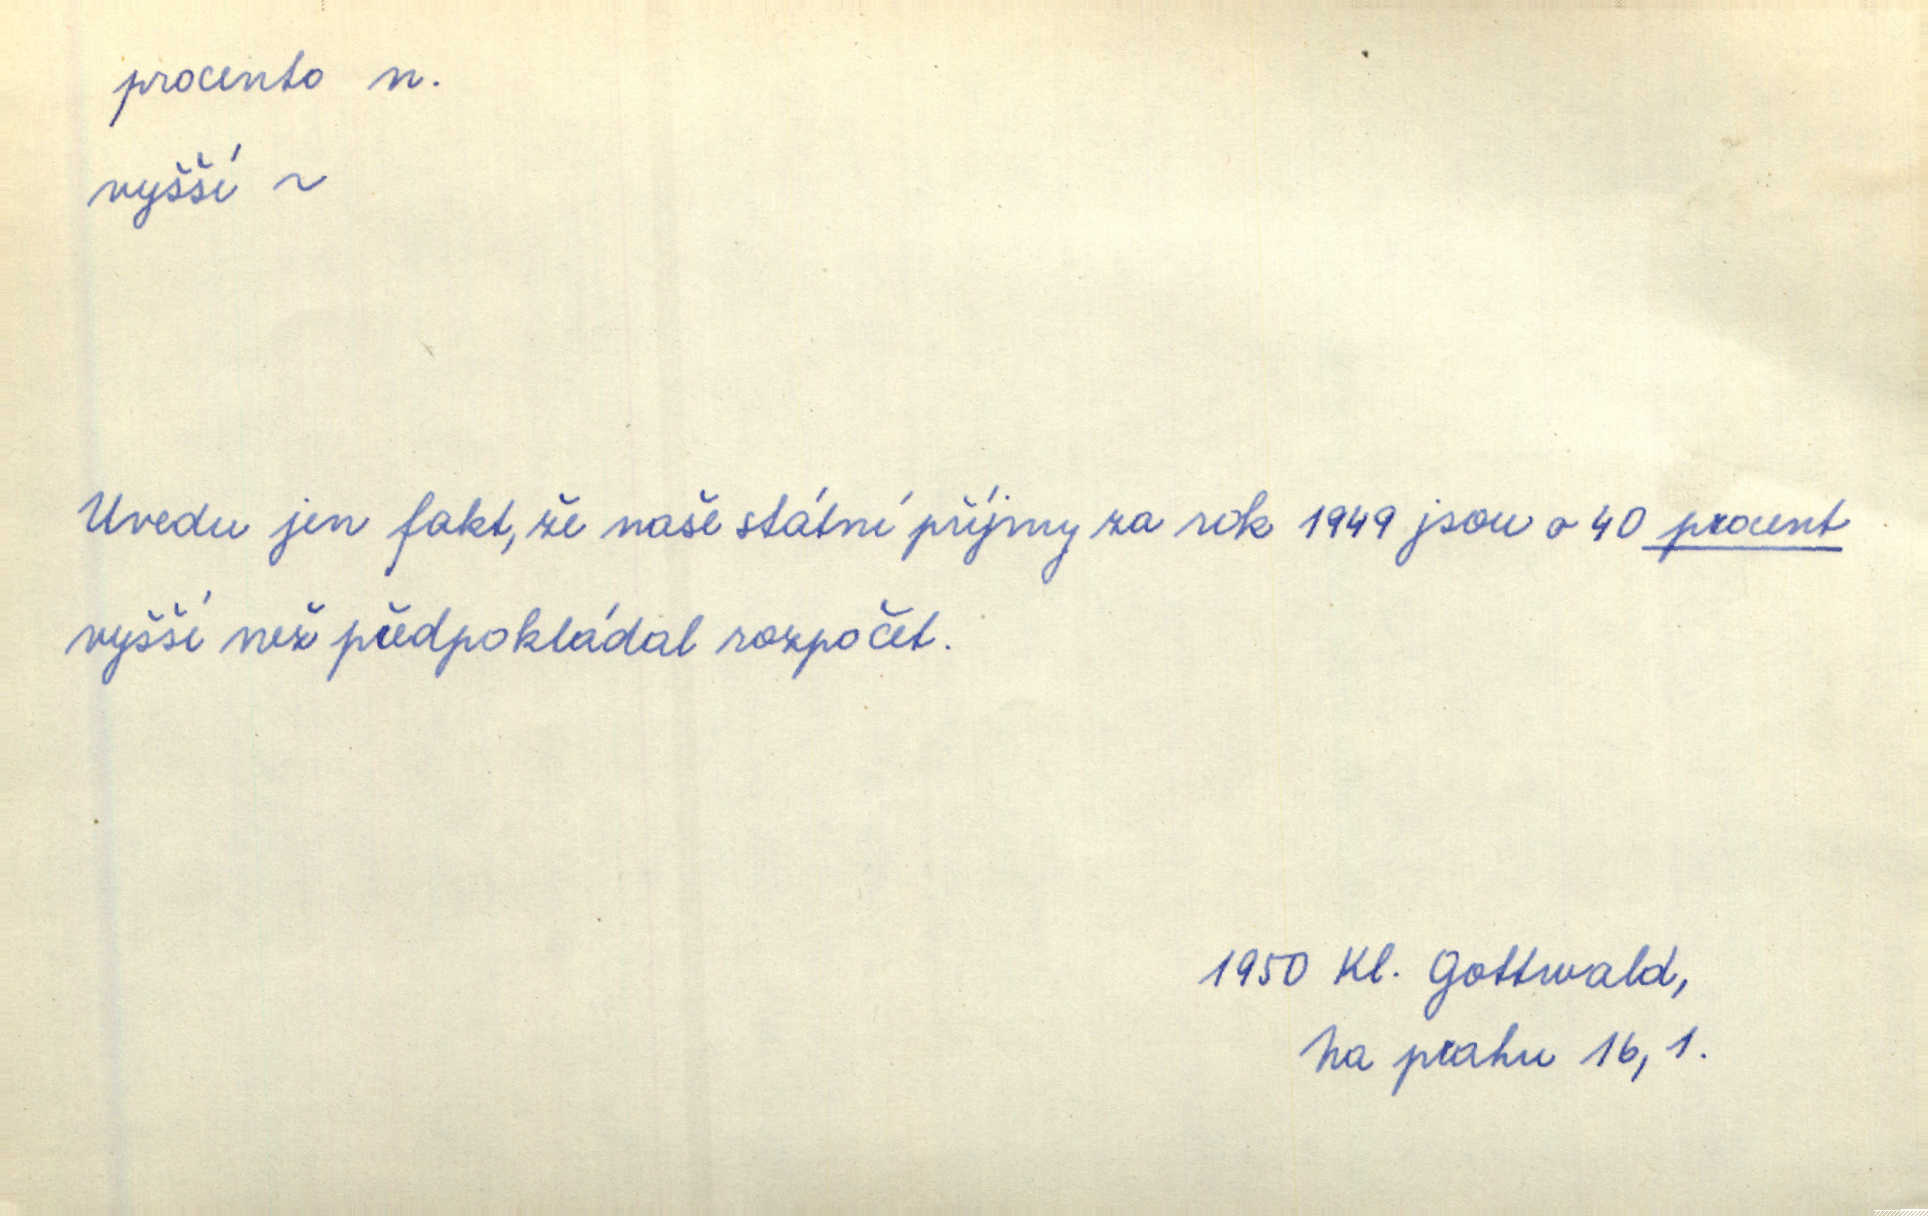 procento n.
vyšší ~
Uvedu jen fakt, že naše státní příjmy za rok 1949 jsou o 40 procent
vyšší než předpokládal rozpočet.
1950 Kl. Gottwald,
Na prahu 16, 1.